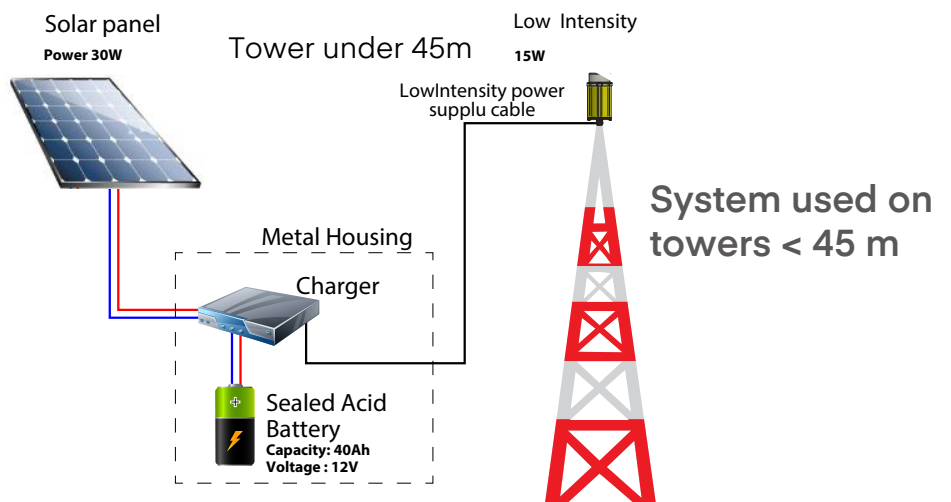 Solar panel
Power 30W
Tower under 45m
Low Intensity
15W
LowIntensity power
supplu cable
System used on
towers < 45 m
Metal Housing
Charger
Sealed Acid
Battery
Capacity: 40Ah
Voltage : 12V